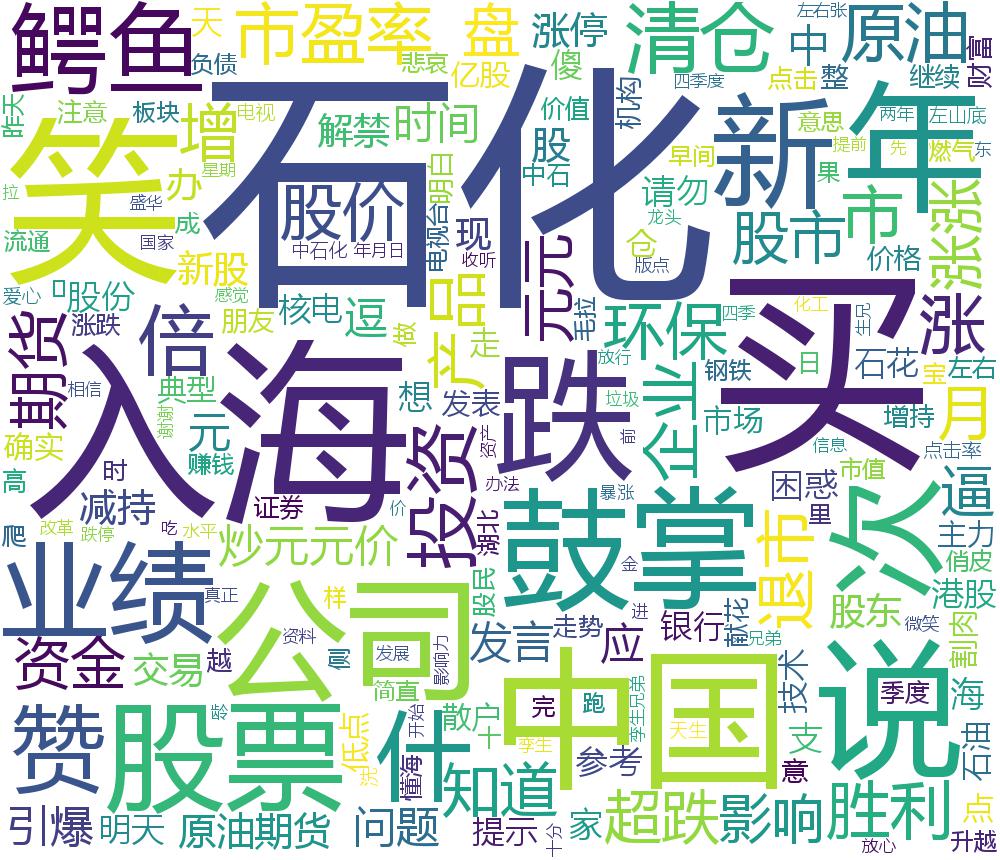 鳄鱼
天
市盈率
盘
涨停
清仓
中
左右张
原油
负债
悲哀
亿股
傻
机构
四季度
点击
整
继续
财富
昨天
注意
板块
增
电视
解禁
时间
价值
股
石化
新年
意思
两年
左山底
笑
星期
明白
中石
早间
提前
先
燃气
东
拉
办
盛华
股价
请勿
果
市
张张
成
国家
中石化
年月日
电视台
收听
现
龙头
仓
版点
股市
价格
流通
新股
感觉
爱心
股份
涨跌
倍
朋友
核电
逗
做
产品
走
元元
毛拉
环保
四季
化工
生兄
涨
期货
入海
相信
典型
谢谢
想
发表
跌
放行
垃圾
前
企业
钢铁
买
日
石花
宝
左右
市场
增持
月
确实
元
赚钱
投资
资产
信息
点击率
高
时
减持
证券
办法
暴涨
困惑
市值
里
次
逼
爬
改革
跌停
吃
水平
炒元元价
价
湖北
鼓掌
金
退市
主力
俏皮
业绩
真正
公司
样
股民
进
献花
股东
港股
微笑
资金
交易
越
资料
侧
发展
影响力
发言
走势
应
银行
兄弟
割肉
简直
中国
孪生兄弟
技术
说
季度
海
赞
股票
龄
低点
什
开始
散户
十
完
跑
天生
孪生
参考
支
意
石油
洗
懂海
知道
引爆
明天
原油期货
问题
提示
十分
家
超跌
影响
胜利
放心
点
升越